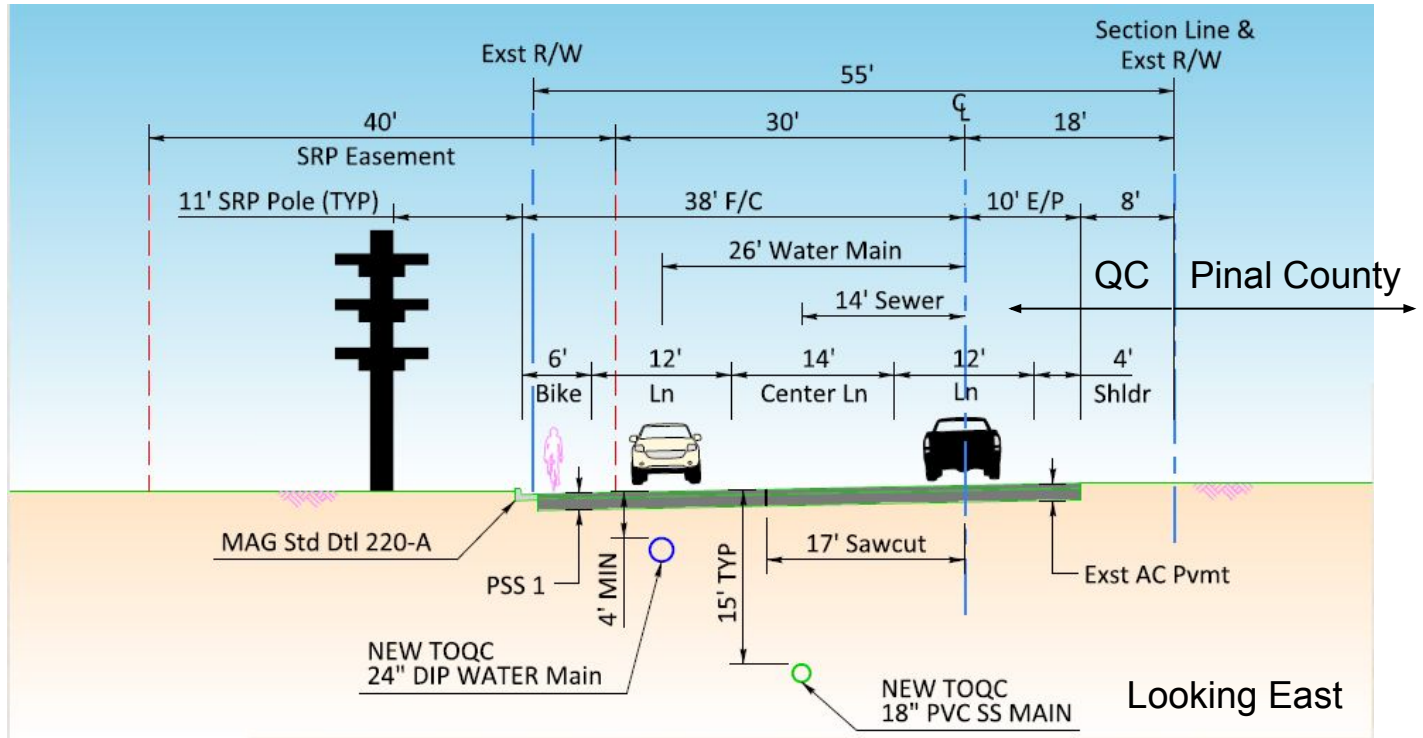 Section Line &
Exst R/W
Exst R/W
55'
℄
40'
30'
18'
SRP Easement
11' SRP Pole (TYP)
38' F/C
10' E/P
8'
26' Water Main
QC
Pinal County
14' Sewer
6'
12'
14'
12'
4'
Bike
Ln
Center Ln
Ln
Shldr
MAG Std Dtl 220-A
17' Sawcut
Exst AC Pvmt
PSS 1
4' MIN
15' TYP
NEW TOQC
24" DIP WATER Main
NEW TOQC
18" PVC SS MAIN
Looking East